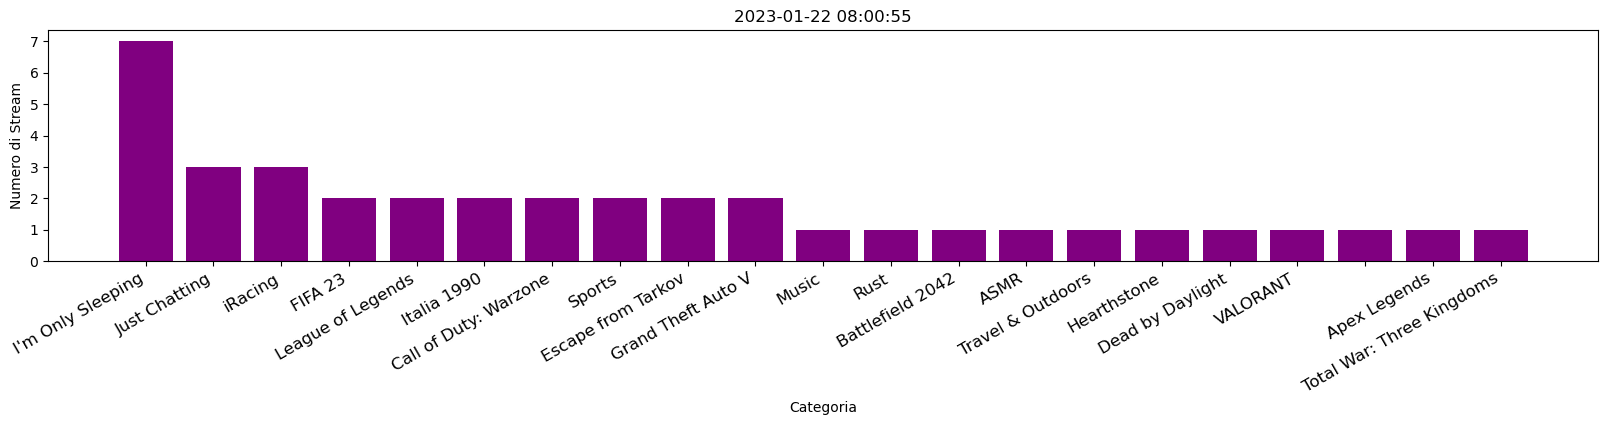 2023-01-22 08:00:55
Numero di Stream
7
6
5
4
3
2
1
0
I'm Only Sleeping
Just Chatting
iRacing
FIFA 23
League of Legends
Italia 1990
Call of Duty: Warzone
Sports
Escape from Tarkov
Grand Theft Auto V
Music
Rust
Battlefield 2042
ASMR
Travel & Outdoors
Hearthstone
Dead by Daylight
VALORANT
Apex Legends
Total War: Three Kingdoms
Categoria